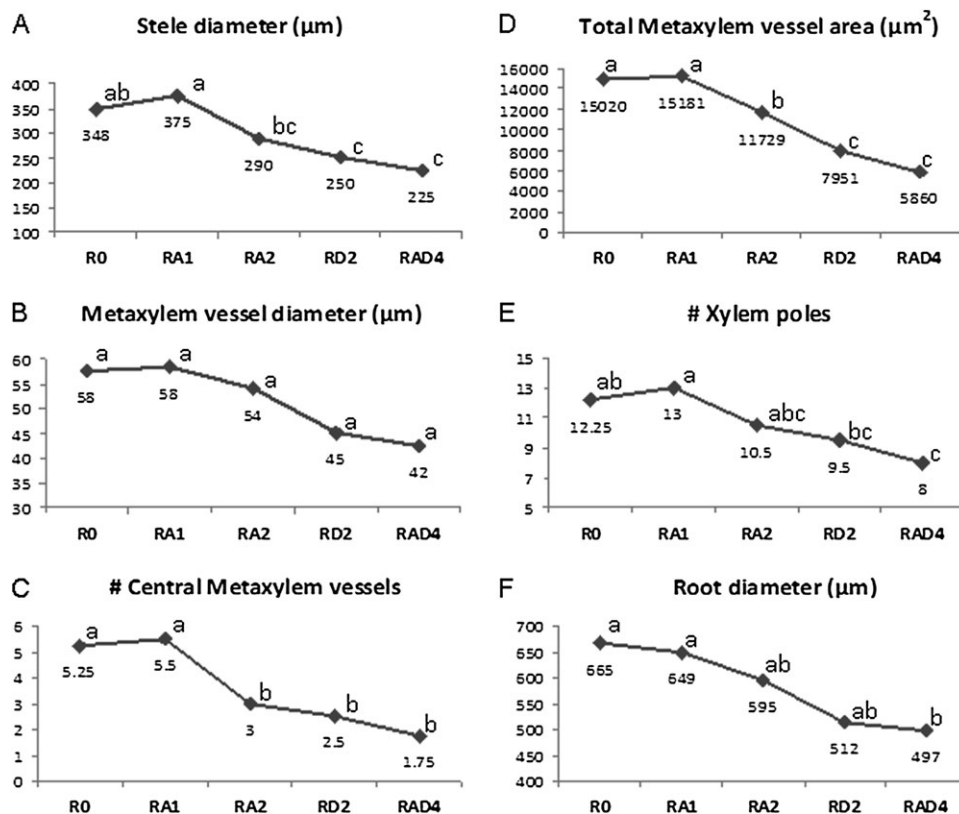 A
Stele diameter (µm)
400
350
300
250
200
150
100
ab
a
bc
c
c
348
375
290
250
225
R0 RA1 RA2 RD2 RAD4
B
Metaxylem vessel diameter (µm)
60
55
50
45
40
35
30
a
a
a
a
a
58
58
54
45
42
R0 RA1 RA2 RD2 RAD4
C
# Central Metaxylem vessels
6
5
4
3
2
1
0
a
a
b
b
b
5.25
5.5
3
2.5
1.75
R0 RA1 RA2 RD2 RAD4
D
Total Metaxylem vessel area (µm²)
16000
14000
12000
10000
8000
6000
4000
2000
0
a
a
b
c
c
15020
15181
11729
7951
5860
R0 RA1 RA2 RD2 RAD4
E
# Xylem poles
15
13
11
9
7
5
ab
a
abc
bc
c
12.25
13
10.5
9.5
8
R0 RA1 RA2 RD2 RAD4
F
Root diameter (µm)
700
650
600
550
500
450
400
a
a
ab
ab
b
665
649
595
512
497
R0 RA1 RA2 RD2 RAD4